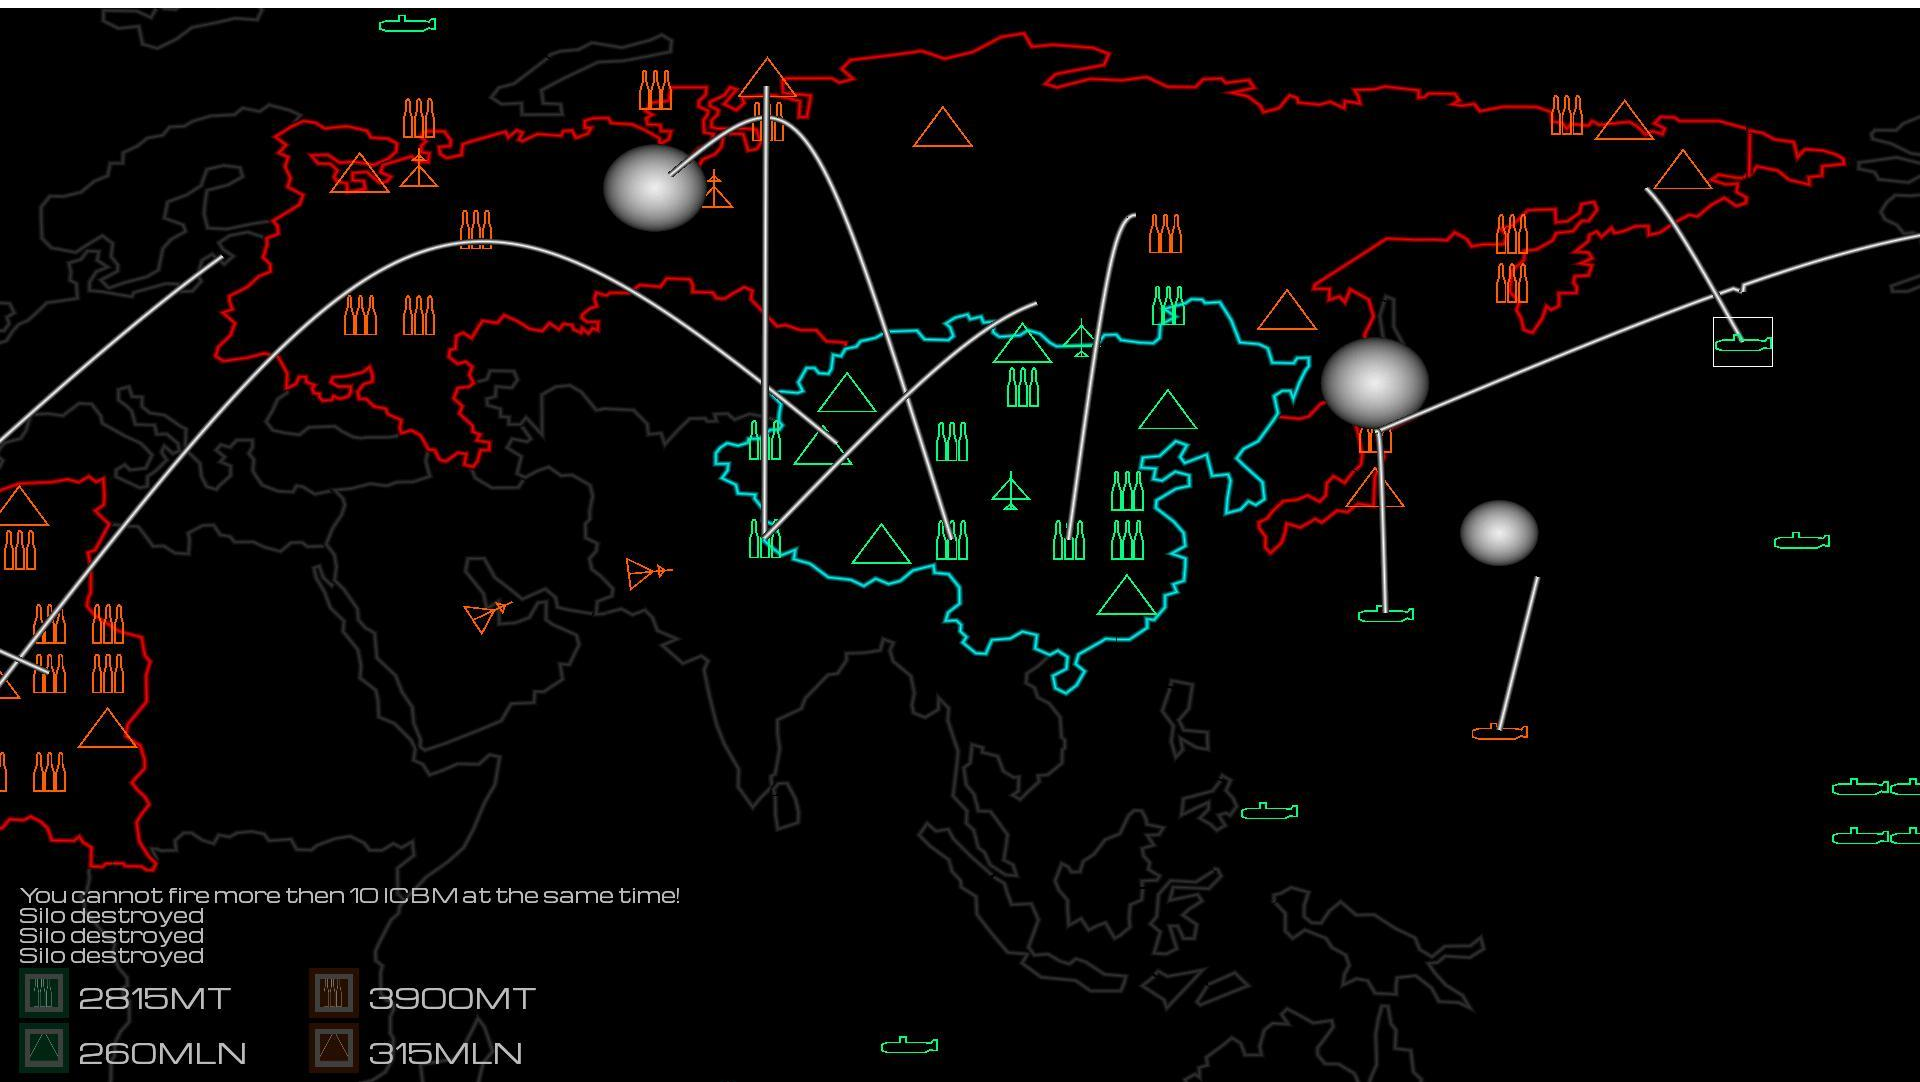 You cannot fire more then 10 ICBM at the same time!
Silo destroyed
Silo destroyed
Silo destroyed
2815MT 3900MT
260MLN 315MLN